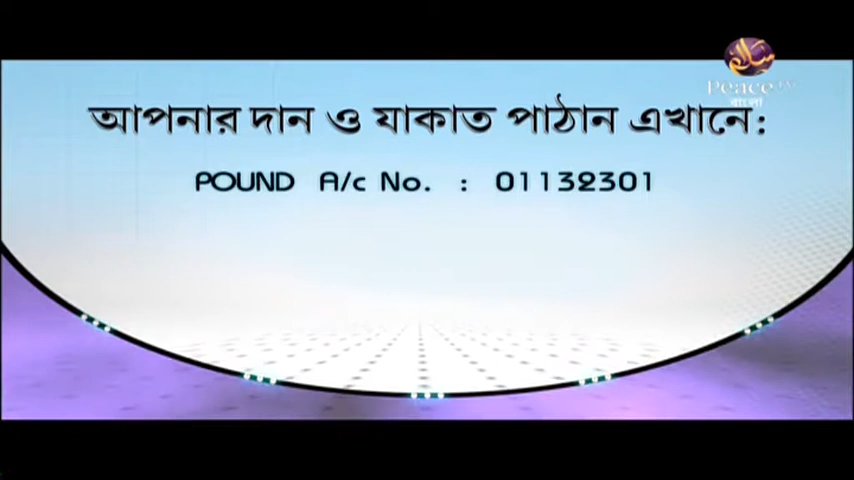 Peace TV
বাংলা
আপনার দান ও যাকাত পাঠান এখানে:
POUND A/c No. : 01132301